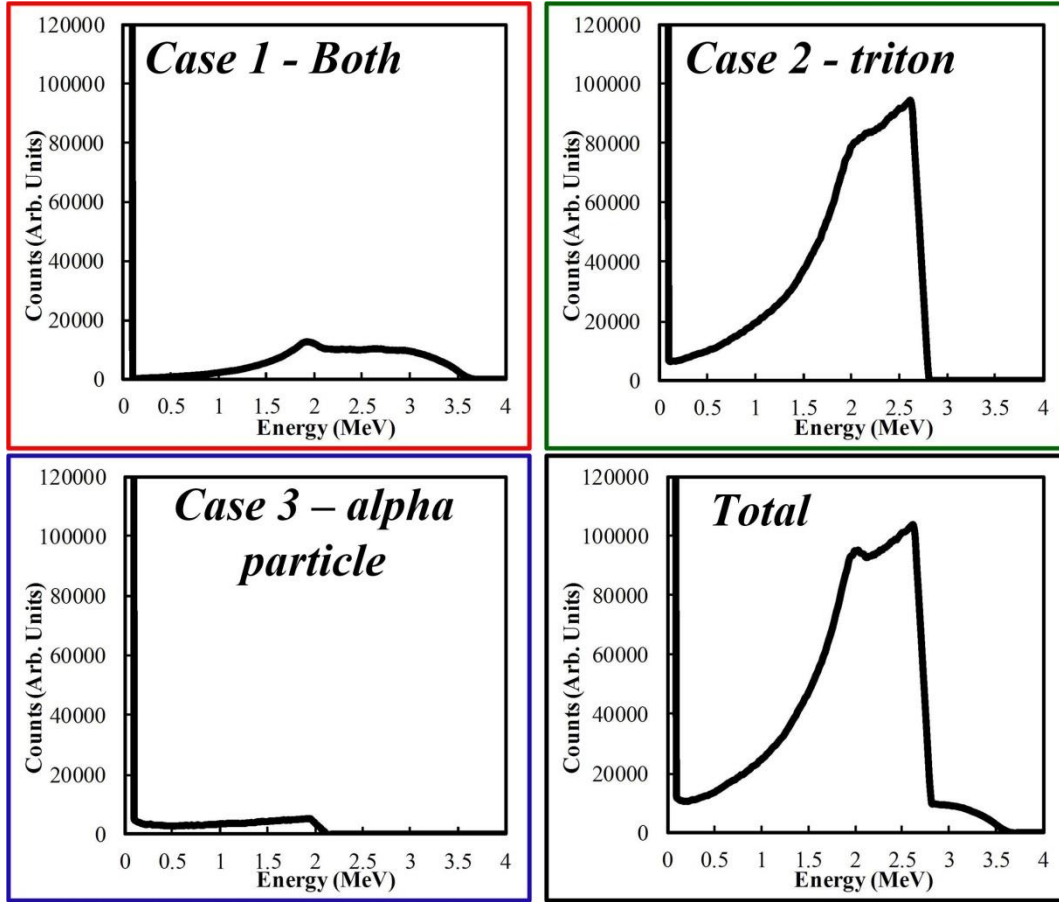 Case 1 - Both
120000
100000
80000
60000
40000
20000
0
Counts (Arb. Units)
0 0.5 1 1.5 2 2.5 3 3.5 4
Energy (MeV)
Case 2 - triton
120000
100000
80000
60000
40000
20000
0
Counts (Arb. Units)
0 0.5 1 1.5 2 2.5 3 3.5 4
Energy (MeV)
Case 3 – alpha
particle
120000
100000
80000
60000
40000
20000
0
Counts (Arb. Units)
0 0.5 1 1.5 2 2.5 3 3.5 4
Energy (MeV)
Total
120000
100000
80000
60000
40000
20000
0
Counts (Arb. Units)
0 0.5 1 1.5 2 2.5 3 3.5 4
Energy (MeV)